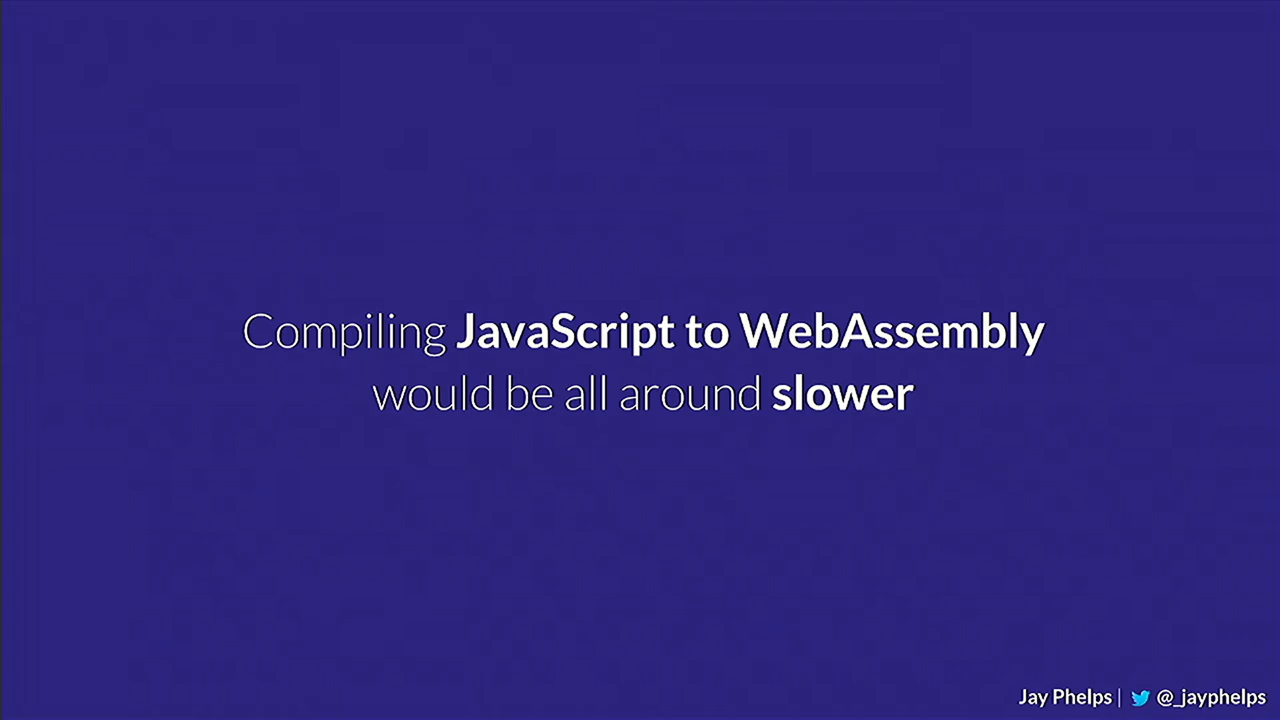 Compiling JavaScript to WebAssembly
would be all around slower
Jay Phelps | @_jayphelps